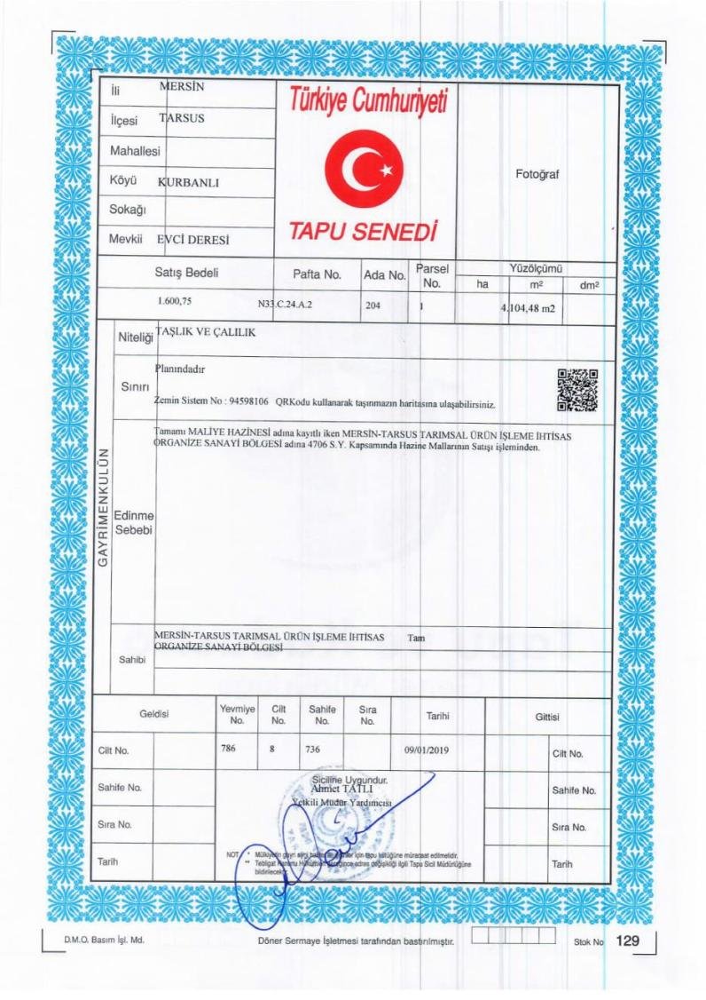 İli MERSİN
İlçesi TARSUS
Mahallesi
Köyü KURBANLI
Sokağı
Mevkii EVCİ DERESİ
Türkiye Cumhuriyeti
TAPU SENEDİ
Fotoğraf
Satış Bedeli Pafta No. Ada No. Parsel No. Yüzölçümü
ha m2 dm2
1.600,75 N33.C.24.A.2 204 1 4.104,48 m2
GAYRİMENKULÜN
Niteliği TAŞLIK VE ÇALILIK
Sınırı
Planındadır
Zemin Sistem No : 94598106 QRKodu kullanarak taşınmazın haritasına ulaşabilirsiniz.
Edinme
Sebebi
Tamamı MALİYE HAZİNESİ adına kayıtlı iken MERSİN-TARSUS TARIMSAL ÜRÜN İŞLEME İHTİSAS
ORGANİZE SANAYİ BÖLGESİ adına 4706 S.Y. Kapsamında Hazine Mallarının Satışı işleminden.
Sahibi
MERSİN-TARSUS TARIMSAL ÜRÜN İŞLEME İHTİSAS Tam
ORGANİZE SANAYİ BÖLGESİ
Geldisi Yevmiye No. Cilt No. Sahife No. Sıra No. Tarihi Gittisi
Cilt No. 786 8 736 09/01/2019 Cilt No.
Sahife No. Sahife No.
Sıra No. Sıra No.
Tarih Tarih
Siciline Uygundur.
Ahmet TATLI
Yetkili Müdür Yardımcısı
NOT : * Mülkiyetin gayri ayni haklar için tapu kütüğüne müracaat edilmelidir.
** Tebligat Kanunu adres değişikliği ilgili Tapu Sicil Müdürlüğüne
bildirilecektir.
D.M.O. Basım İşl. Md.
Döner Sermaye İşletmesi tarafından bastırılmıştır.
Stok No 129